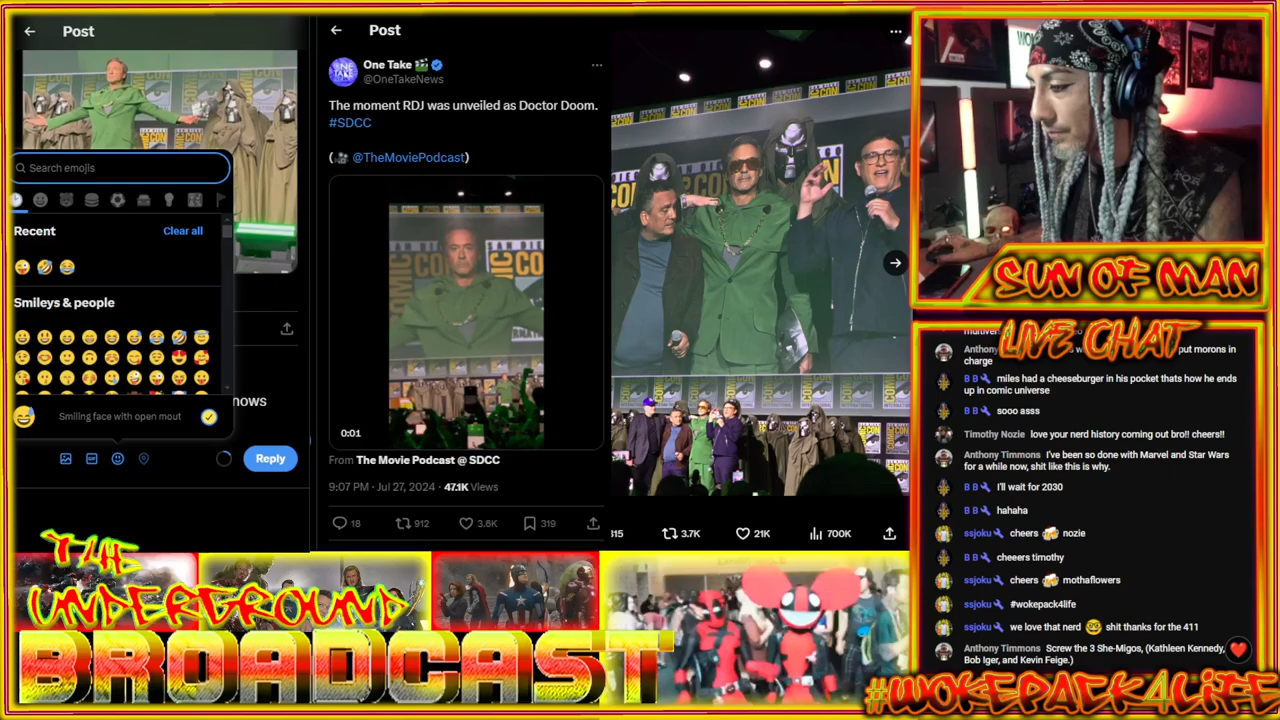 Post
Search emojis
Recent
Clear all
Smileys & people
Smiling face with open mout
nows
Reply
Post
One Take
@OneTakeNews
The moment RDJ was unveiled as Doctor Doom.
#SDCC
(🎥 @TheMoviePodcast)
0:01
From The Movie Podcast @ SDCC
9:07 PM · Jul 27, 2024 · 47.1K Views
18
912
3.6K
319
3.7K
21K
700K
SUN OF MAN
LIVE CHAT
Anthony
put morons in
charge
B B miles had a cheeseburger in his pocket thats how he ends
up in comic universe
B B sooo asss
Timothy Nozie love your nerd history coming out bro!! cheers!!
Anthony Timmons I've been so done with Marvel and Star Wars
for a while now, shit like this is why.
B B I'll wait for 2030
B B hahaha
ssjoku cheers 🍻 nozie
B B cheeers timothy
ssjoku cheers 🍻 mothaflowers
ssjoku #wokepack4life
ssjoku we love that nerd 🤓 shit thanks for the 411
Anthony Timmons Screw the 3 She-Migos, (Kathleen Kennedy,
Bob Iger, and Kevin Feige.)
THE
UNDERGROUND
BROADCAST
#WOKEPACK4LIFE